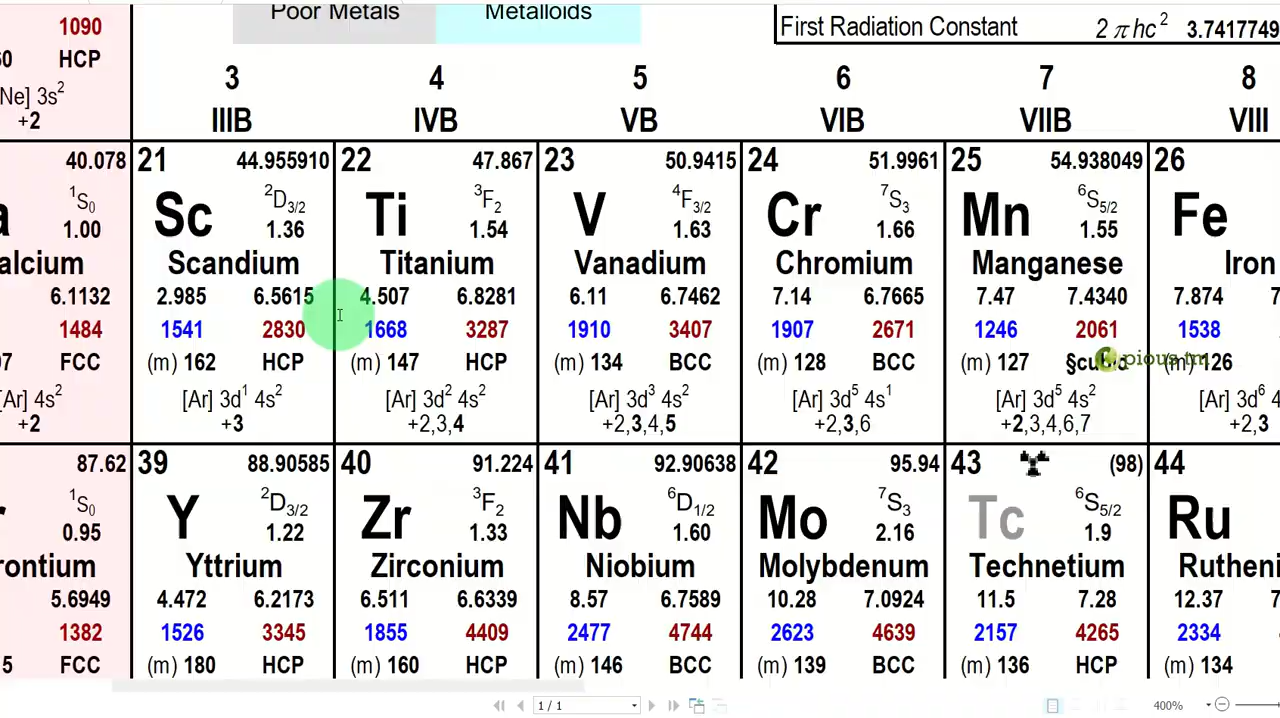 Poor Metals Metalloids
First Radiation Constant 2 π hc² 3.7417749
1090
HCP
Ne] 3s²
+2
3 4 5 6 7 8
IIIB IVB VB VIB VIIB VIII
40.078 21 44.955910 22 47.867 23 50.9415 24 51.9961 25 54.938049 26
¹S₀ Sc ²D₃/₂ Ti ³F₂ V ⁴F₃/₂ Cr ⁷S₃ Mn ⁶S₅/₂ Fe
1.00 1.36 1.54 1.63 1.66 1.55
alcium Scandium Titanium Vanadium Chromium Manganese Iron
6.1132 2.985 6.5615 4.507 6.8281 6.11 6.7462 7.14 6.7665 7.47 7.4340 7.874
1484 1541 2830 1668 3287 1910 3407 1907 2671 1246 2061 1538
FCC (m) 162 HCP (m) 147 HCP (m) 134 BCC (m) 128 BCC (m) 127 §cubic (m) 126
pious.tm
[Ar] 4s² [Ar] 3d¹ 4s² [Ar] 3d² 4s² [Ar] 3d³ 4s² [Ar] 3d⁵ 4s¹ [Ar] 3d⁵ 4s² [Ar] 3d⁶ 4
+2 +3 +2,3,4 +2,3,4,5 +2,3,6 +2,3,4,6,7 +2,3
87.62 39 88.90585 40 91.224 41 92.90638 42 95.94 43 (98) 44
¹S₀ Y ²D₃/₂ Zr ³F₂ Nb ⁶D₁/₂ Mo ⁷S₃ Tc ⁶S₅/₂ Ru
0.95 1.22 1.33 1.60 2.16 1.9
rontium Yttrium Zirconium Niobium Molybdenum Technetium Rutheni
5.6949 4.472 6.2173 6.511 6.6339 8.57 6.7589 10.28 7.0924 11.5 7.28 12.37
1382 1526 3345 1855 4409 2477 4744 2623 4639 2157 4265 2334
5 FCC (m) 180 HCP (m) 160 HCP (m) 146 BCC (m) 139 BCC (m) 136 HCP (m) 134
1 / 1 400%